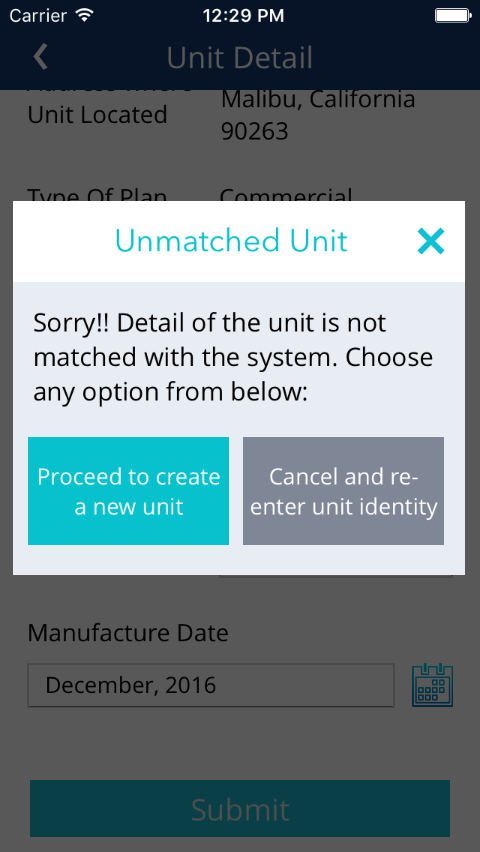 Carrier 12:29 PM
Unit Detail
Address Where Malibu, California
Unit Located 90263
Type Of Plan Commercial
Unmatched Unit
Sorry!! Detail of the unit is not
matched with the system. Choose
any option from below:
Proceed to create
a new unit
Cancel and re-
enter unit identity
Manufacture Date
December, 2016
Submit